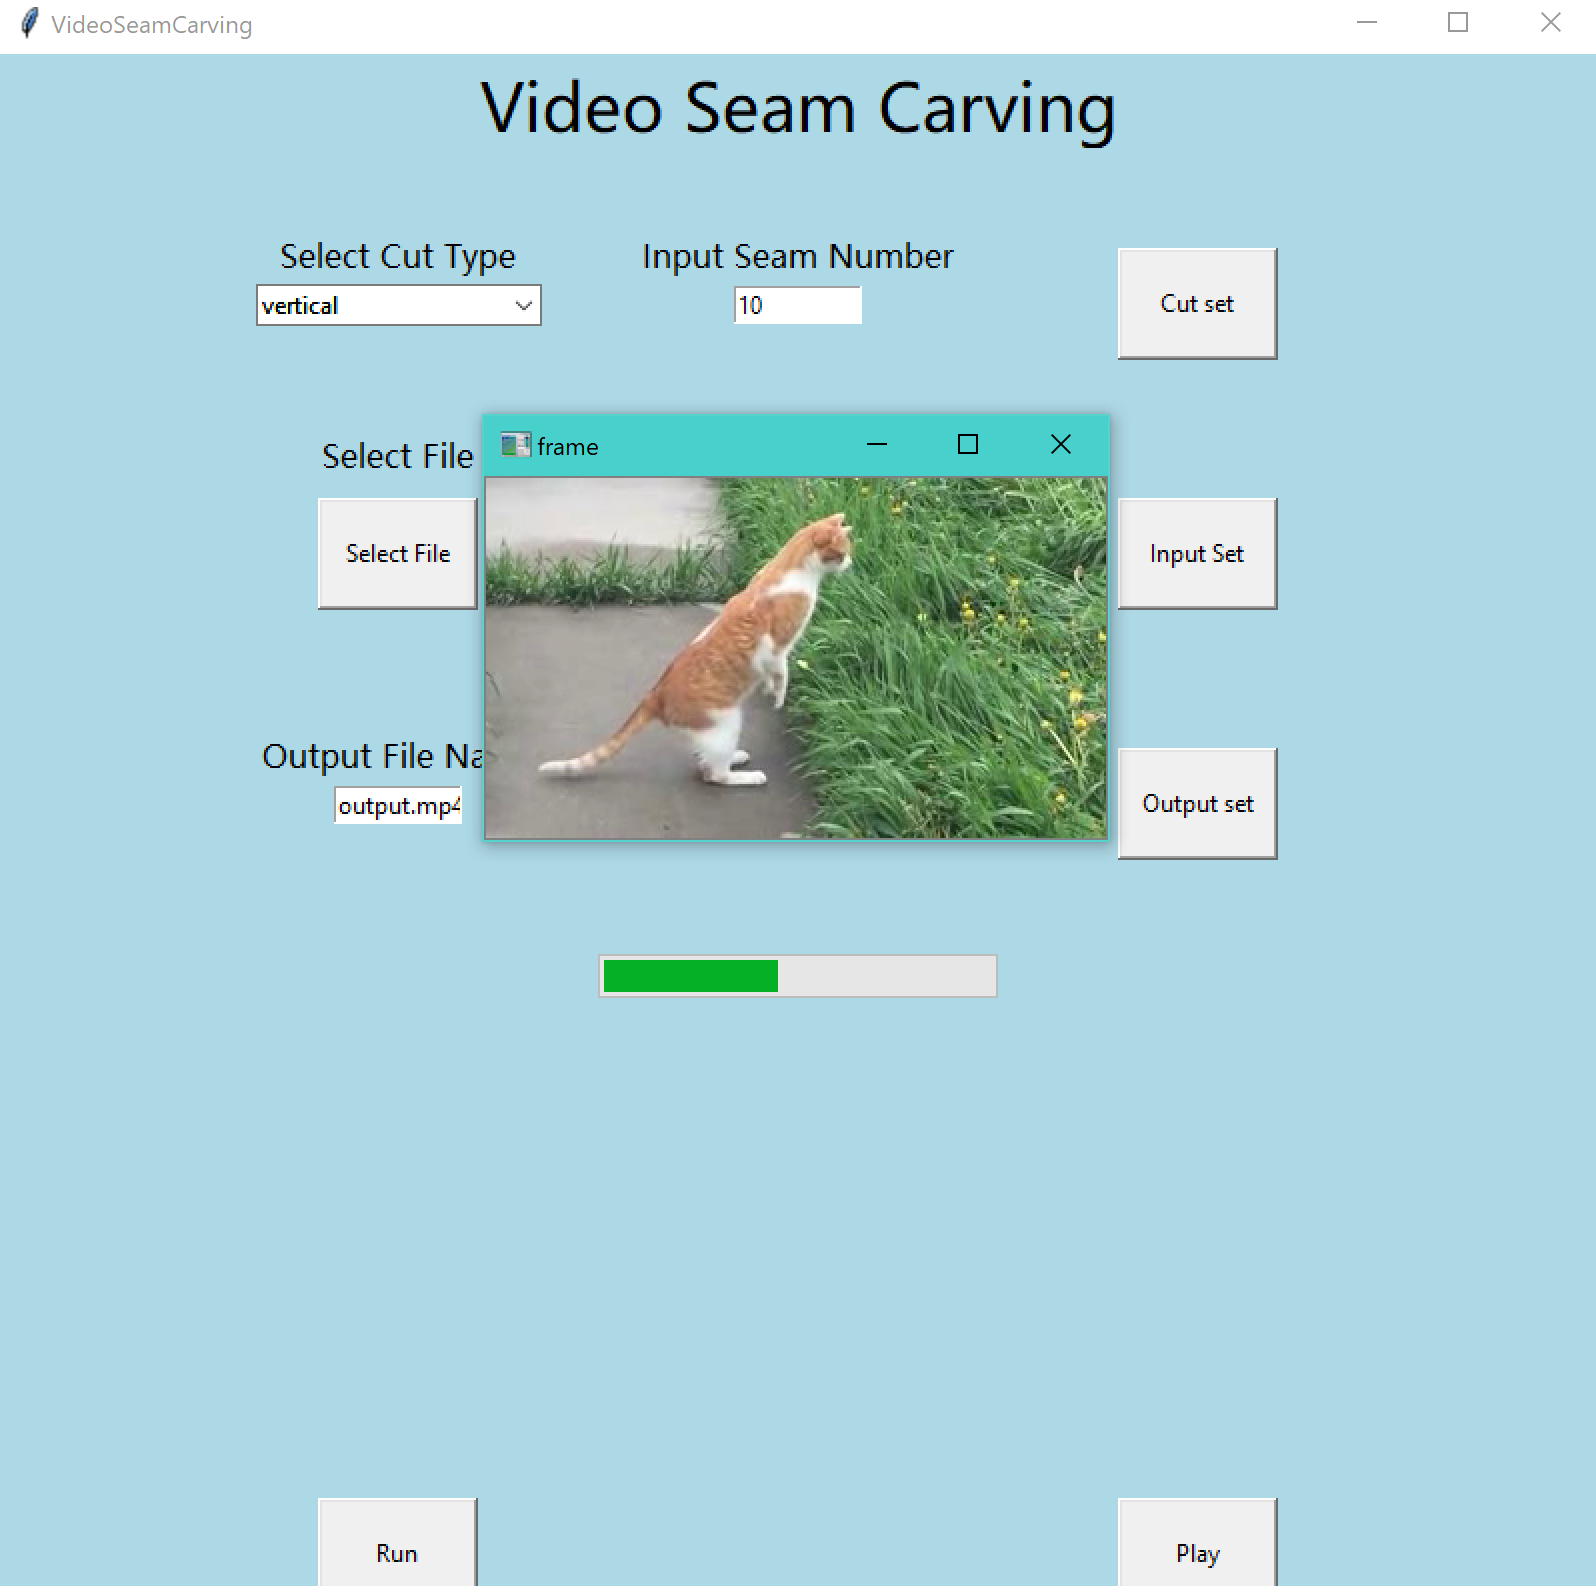 VideoSeamCarving
Video Seam Carving
Select Cut Type
Input Seam Number
vertical
10
Cut set
Select File
frame
Select File
Input Set
Output File Na
output.mp4
Output set
Run
Play